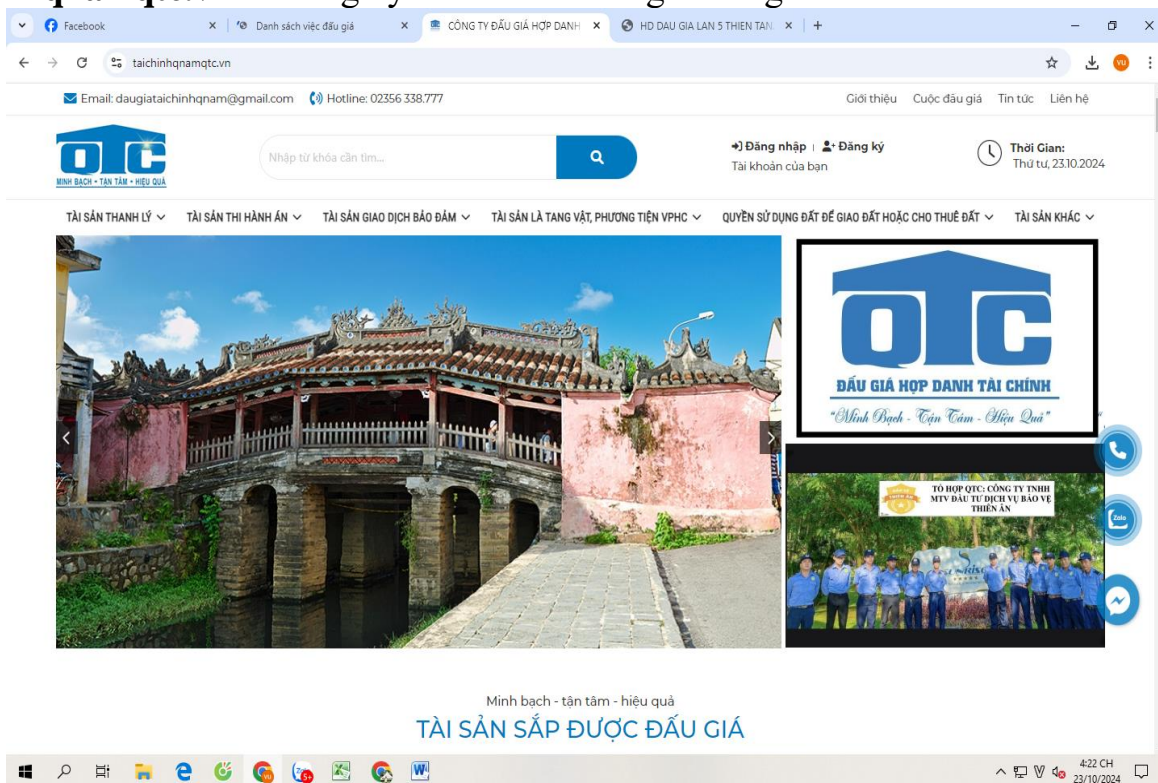 Facebook
Danh sách việc đấu giá
CÔNG TY ĐẤU GIÁ HỢP DANH
HD DAU GIA LAN 5 THIEN TAN
taichinhqnamqtc.vn
VU
Email: daugiataichinhqnam@gmail.com Hotline: 02356 338.777
Giới thiệu Cuộc đấu giá Tin tức Liên hệ
QTC
MINH BẠCH - TẬN TÂM - HIỆU QUẢ
Nhập từ khóa cần tìm...
Đăng nhập | Đăng ký
Tài khoản của bạn
Thời Gian:
Thứ tư, 23.10.2024
TÀI SẢN THANH LÝ TÀI SẢN THI HÀNH ÁN TÀI SẢN GIAO DỊCH BẢO ĐẢM TÀI SẢN LÀ TANG VẬT, PHƯƠNG TIỆN VPHC QUYỀN SỬ DỤNG ĐẤT ĐỂ GIAO ĐẤT HOẶC CHO THUÊ ĐẤT TÀI SẢN KHÁC
QTC
ĐẤU GIÁ HỢP DANH TÀI CHÍNH
"Minh Bạch - Tận Tâm - Hiệu Quả"
TỔ HỢP QTC: CÔNG TY TNHH
MTV ĐẦU TƯ DỊCH VỤ BẢO VỆ
THIÊN ÂN
Zalo
Minh bạch - tận tâm - hiệu quả
TÀI SẢN SẮP ĐƯỢC ĐẤU GIÁ
4:22 CH
23/10/2024